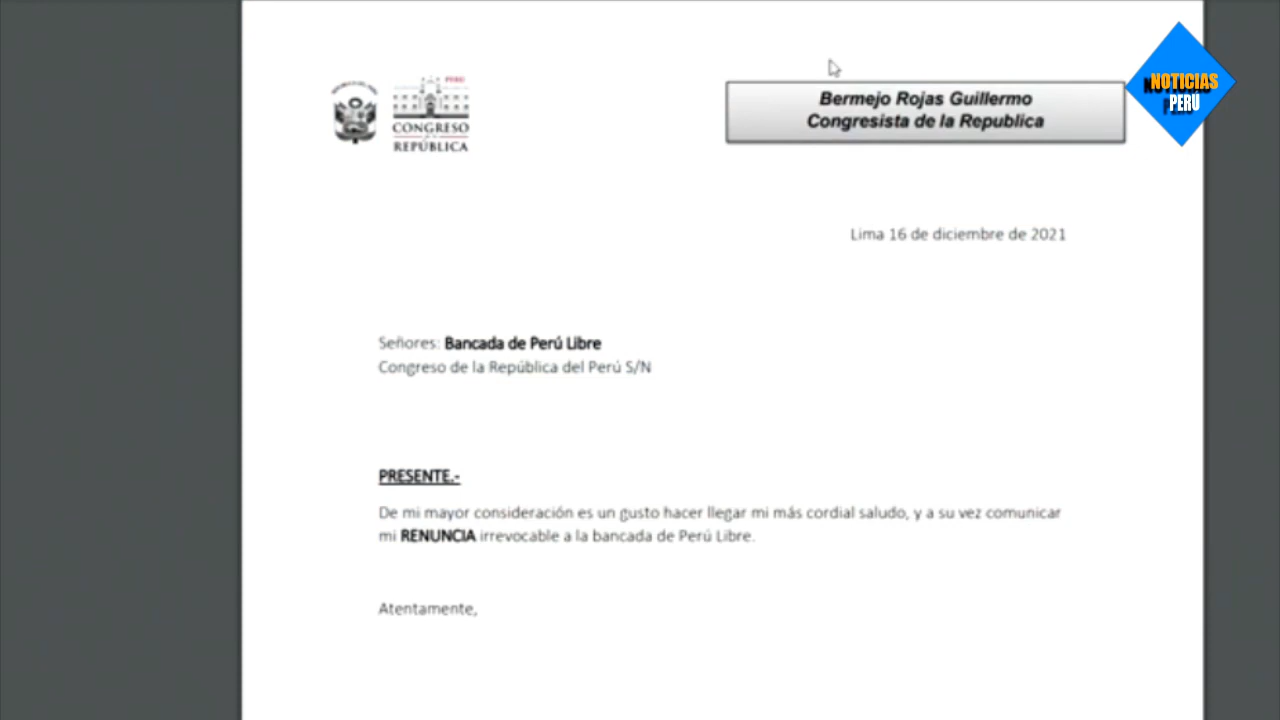 PERÚ
CONGRESO
REPÚBLICA
Bermejo Rojas Guillermo
Congresista de la Republica
NOTICIAS
PERÚ
Lima 16 de diciembre de 2021
Señores: Bancada de Perú Libre
Congreso de la República del Perú S/N
PRESENTE.-
De mi mayor consideración es un gusto hacer llegar mi más cordial saludo, y a su vez comunicar
mi RENUNCIA irrevocable a la bancada de Perú Libre.
Atentamente,